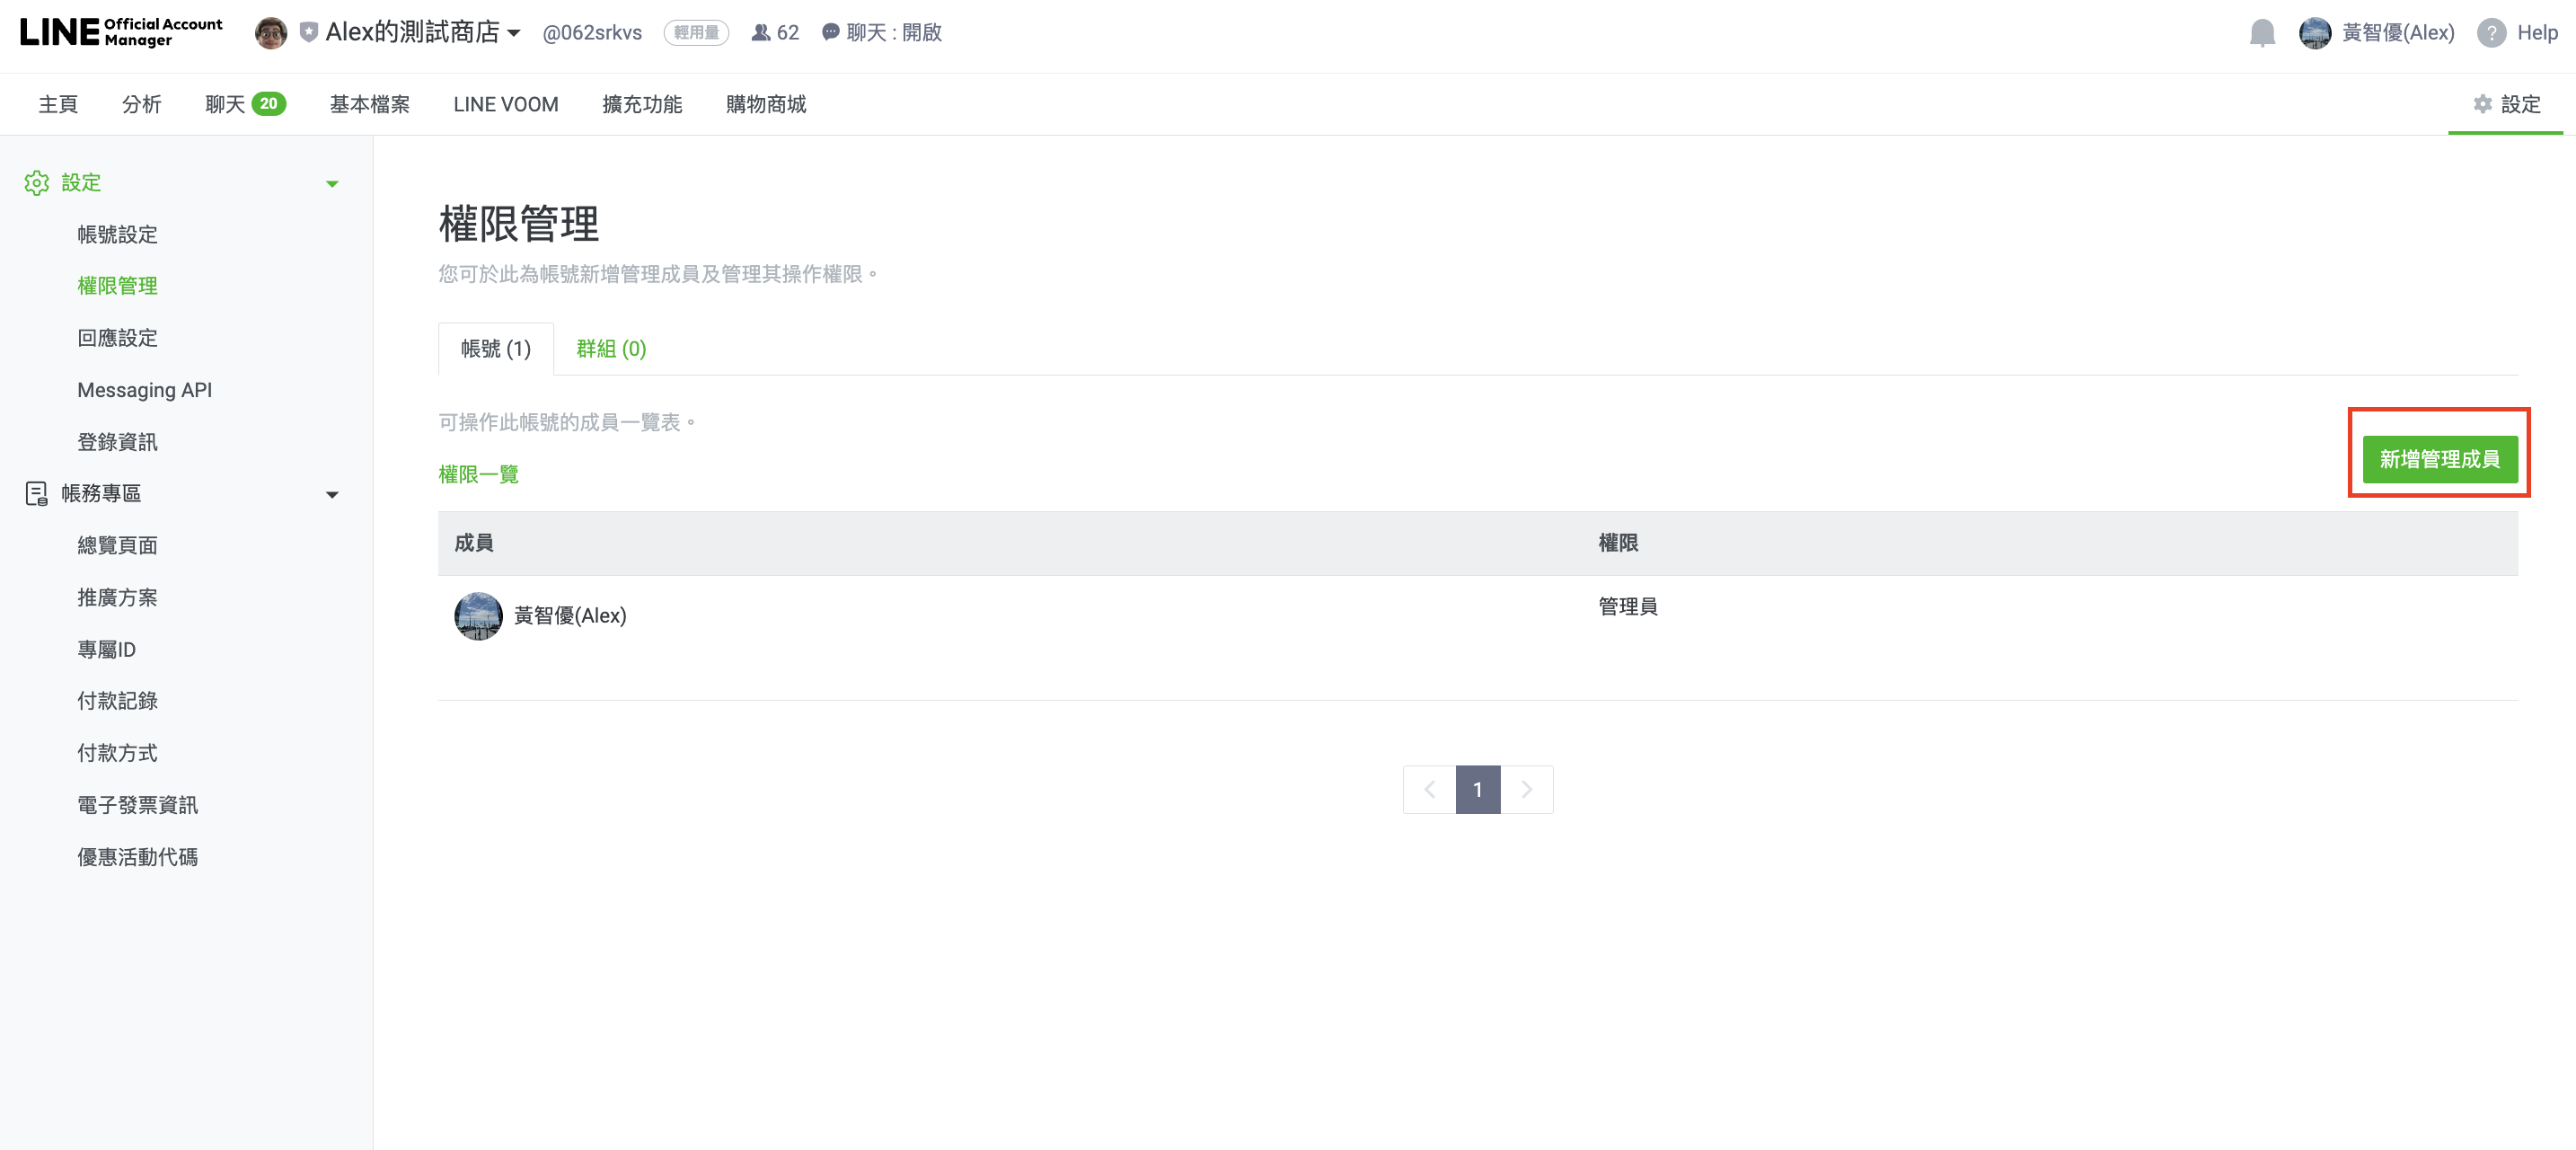 LINE Official Account Manager
Alex的測試商店
@062srkvs
輕用量
62
聊天 : 開啟
黃智優(Alex)
? Help
主頁
分析
聊天 20
基本檔案
LINE VOOM
擴充功能
購物商城
設定
設定
帳號設定
權限管理
回應設定
Messaging API
登錄資訊
帳務專區
總覽頁面
推廣方案
專屬ID
付款記錄
付款方式
電子發票資訊
優惠活動代碼
權限管理
您可於此為帳號新增管理成員及管理其操作權限。
帳號 (1)
群組 (0)
可操作此帳號的成員一覽表。
權限一覽
新增管理成員
成員
權限
黃智優(Alex)
管理員
1